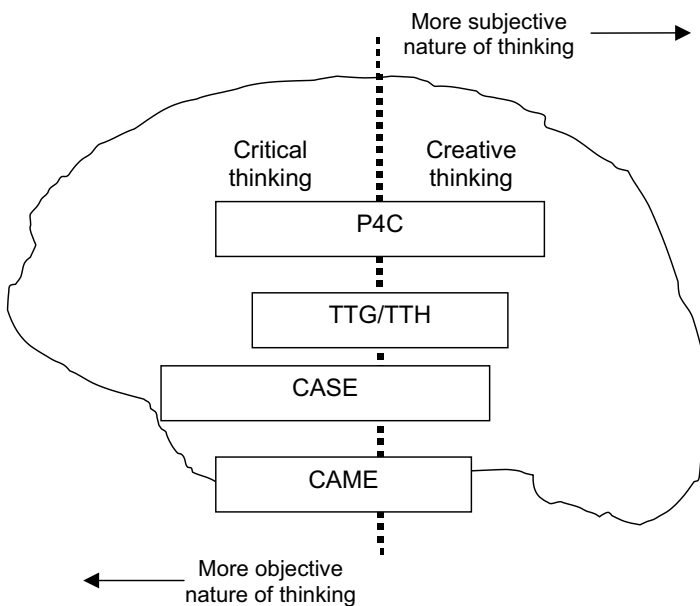 More subjective
nature of thinking
Critical
thinking
Creative
thinking
P4C
TTG/TTH
CASE
CAME
More objective
nature of thinking